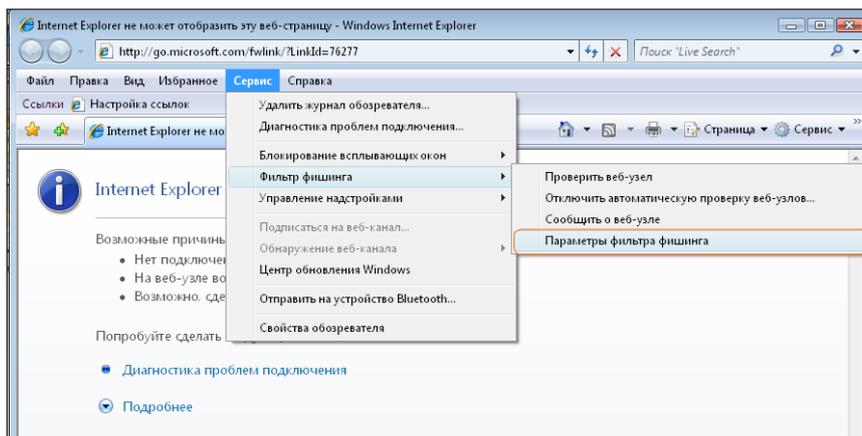 Internet Explorer не может отобразить эту веб-страницу - Windows Internet Explorer
http://go.microsoft.com/fwlink/?LinkId=76277
Поиск "Live Search"
Файл Правка Вид Избранное Сервис Справка
Ссылки Настройка ссылок
Internet Explorer не мо
Страница Сервис
Удалить журнал обозревателя...
Диагностика проблем подключения...
Блокирование всплывающих окон
Фильтр фишинга
Управление надстройками
Подписаться на веб-канал...
Обнаружение веб-канала
Центр обновления Windows
Отправить на устройство Bluetooth...
Свойства обозревателя
Проверить веб-узел
Отключить автоматическую проверку веб-узлов...
Сообщить о веб-узле
Параметры фильтра фишинга
Internet Explorer
Возможные причины
Нет подключен
На веб-узле во
Возможно, сде
Попробуйте сделать
Диагностика проблем подключения
Подробнее